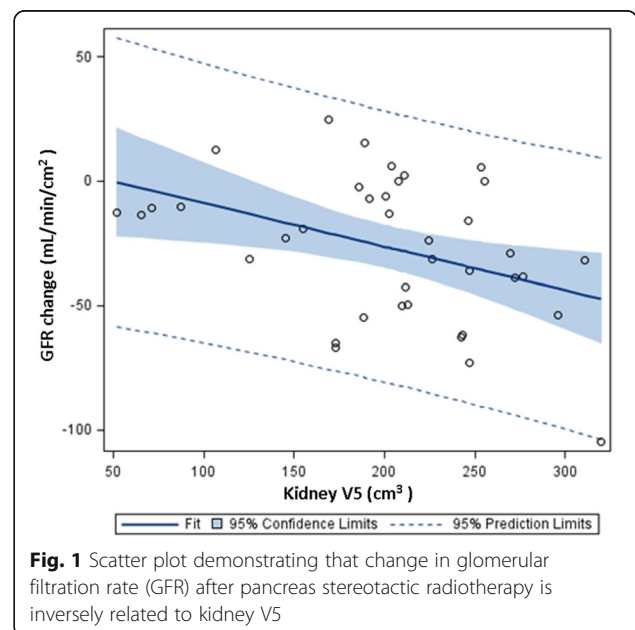 50
0
-50
-100
GFR change (mL/min/cm²)
50 100 150 200 250 300
Kidney V5 (cm³)
Fit 95% Confidence Limits 95% Prediction Limits
Fig. 1 Scatter plot demonstrating that change in glomerular
filtration rate (GFR) after pancreas stereotactic radiotherapy is
inversely related to kidney V5